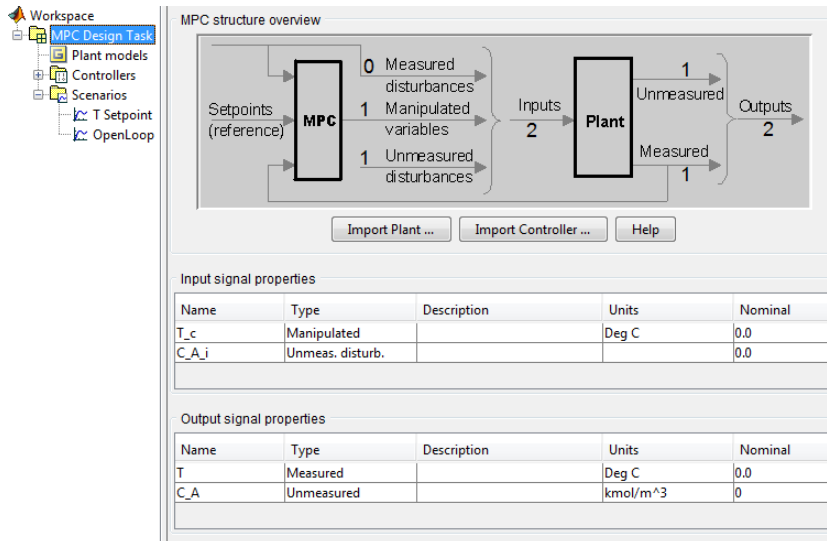 Workspace
MPC Design Task
Plant models
Controllers
Scenarios
T Setpoint
OpenLoop
MPC structure overview
Setpoints
(reference)
MPC
0 Measured
disturbances
1 Manipulated
variables
1 Unmeasured
disturbances
Inputs
2
Plant
1
Unmeasured
Measured
1
Outputs
2
Import Plant ... Import Controller ... Help
Input signal properties
Name Type Description Units Nominal
T_c Manipulated Deg C 0.0
C_A_i Unmeas. disturb. 0.0
Output signal properties
Name Type Description Units Nominal
T Measured Deg C 0.0
C_A Unmeasured kmol/m^3 0